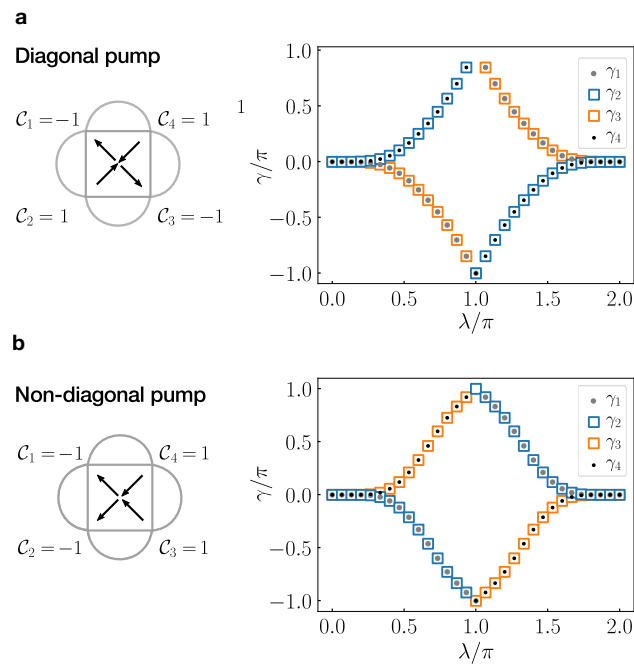 a
Diagonal pump
C₁ = −1
C₄ = 1
1
C₂ = 1
C₃ = −1
γ/π
1.0
0.5
0.0
−0.5
−1.0
γ₁
γ₂
γ₃
γ₄
0.0 0.5 1.0 1.5 2.0
λ/π
b
Non-diagonal pump
C₁ = −1
C₄ = 1
C₂ = −1
C₃ = 1
γ/π
1.0
0.5
0.0
−0.5
−1.0
γ₁
γ₂
γ₃
γ₄
0.0 0.5 1.0 1.5 2.0
λ/π